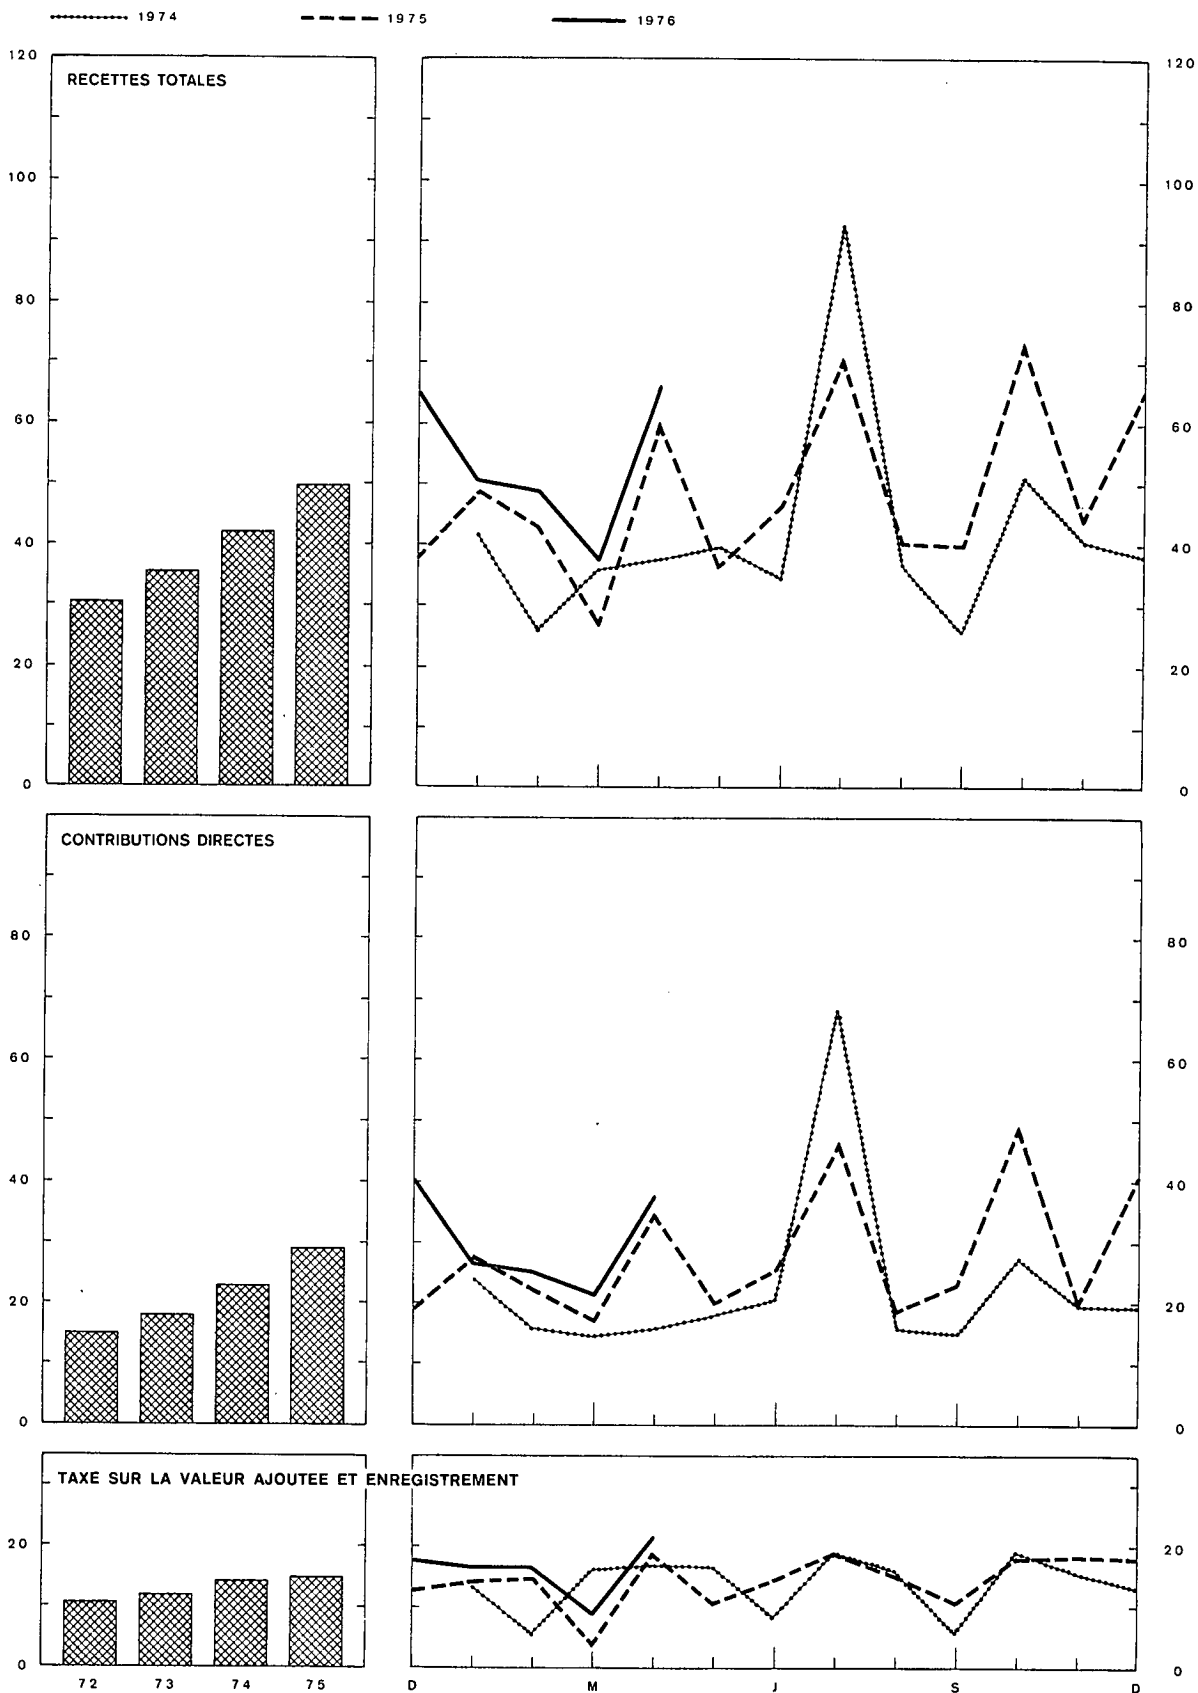 1974 1975 1976
120 120
RECETTES TOTALES
100 100
80 80
60 60
40 40
20 20
0 0
CONTRIBUTIONS DIRECTES
80 80
60 60
40 40
20 20
0 0
TAXE SUR LA VALEUR AJOUTEE ET ENREGISTREMENT
20 20
0 0
72 73 74 75 D M J S D